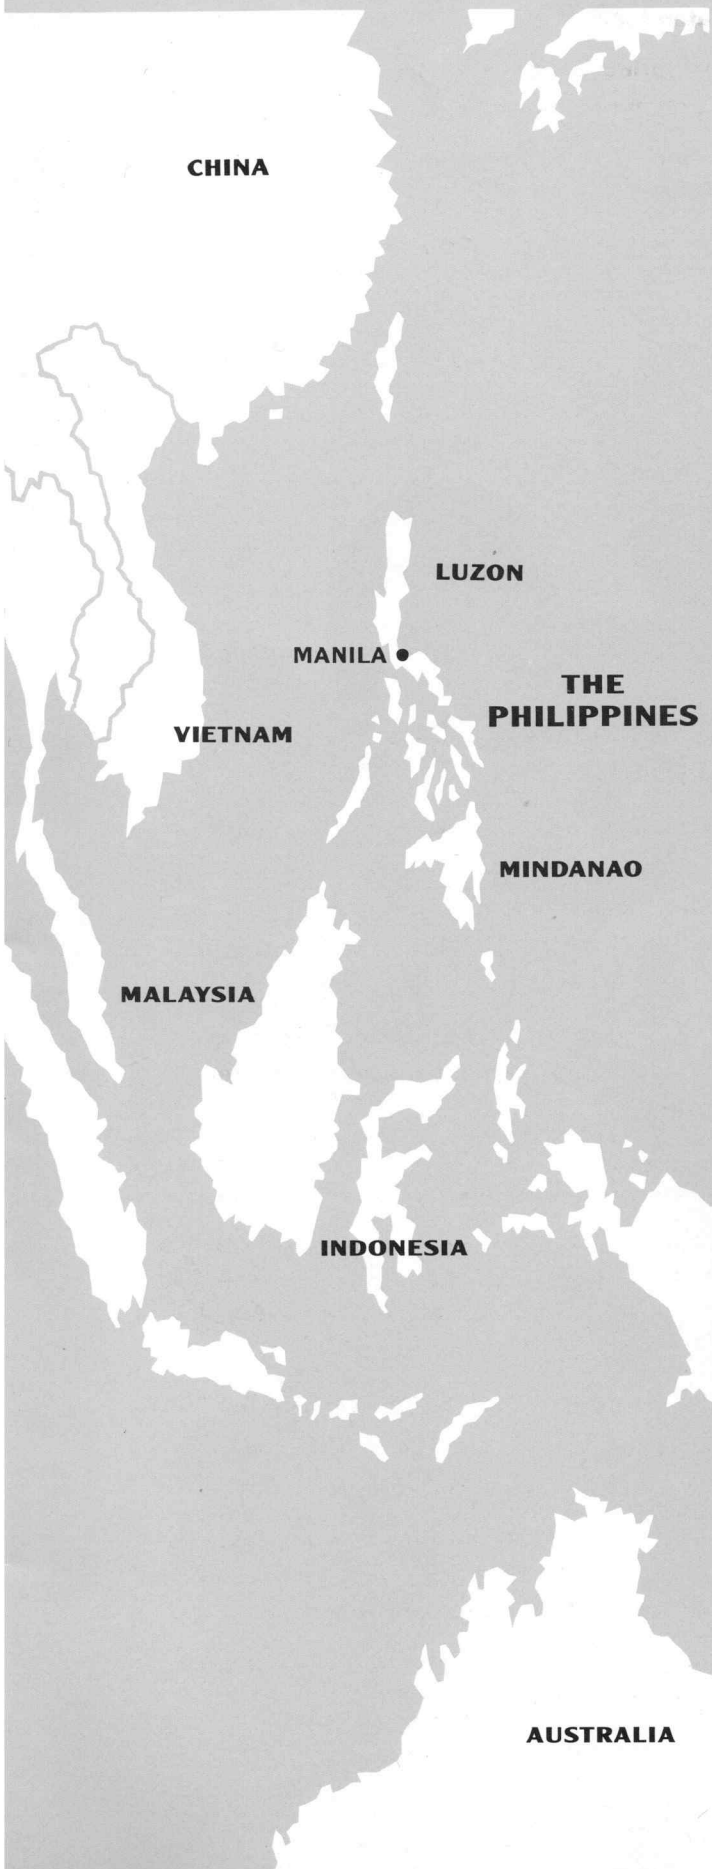 CHINA
LUZON
MANILA
THE
PHILIPPINES
VIETNAM
MINDANAO
MALAYSIA
INDONESIA
AUSTRALIA